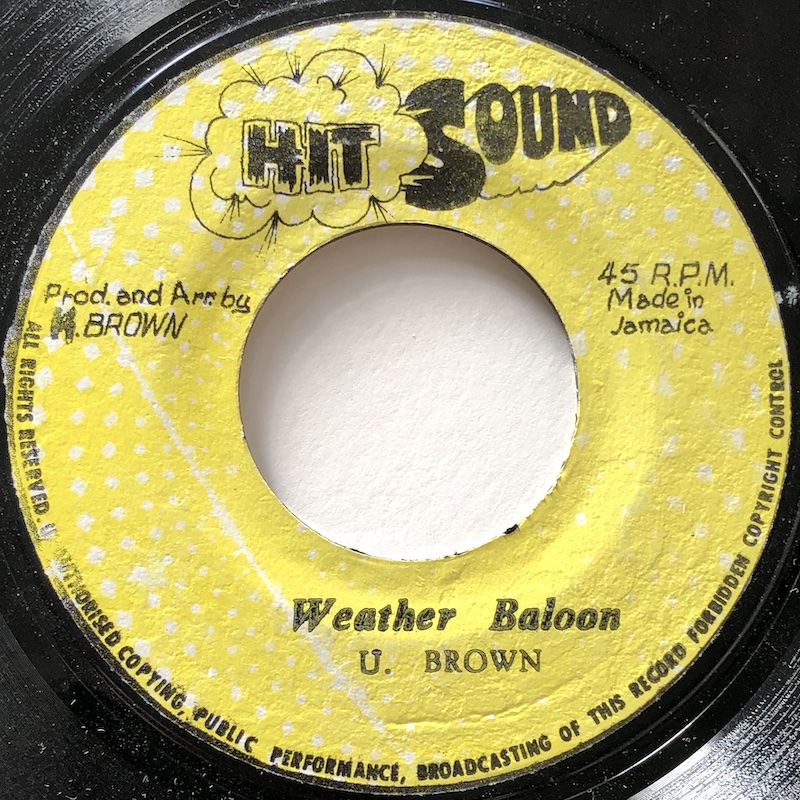 HIT SOUND
Prod. and Arr by
H. BROWN
45 R.P.M.
Made in
Jamaica
Weather Baloon
U. BROWN
ALL RIGHTS RESERVED. UNAUTHORISED COPYING, PUBLIC PERFORMANCE, BROADCASTING OF THIS RECORD FORBIDDEN COPYRIGHT CONTROL